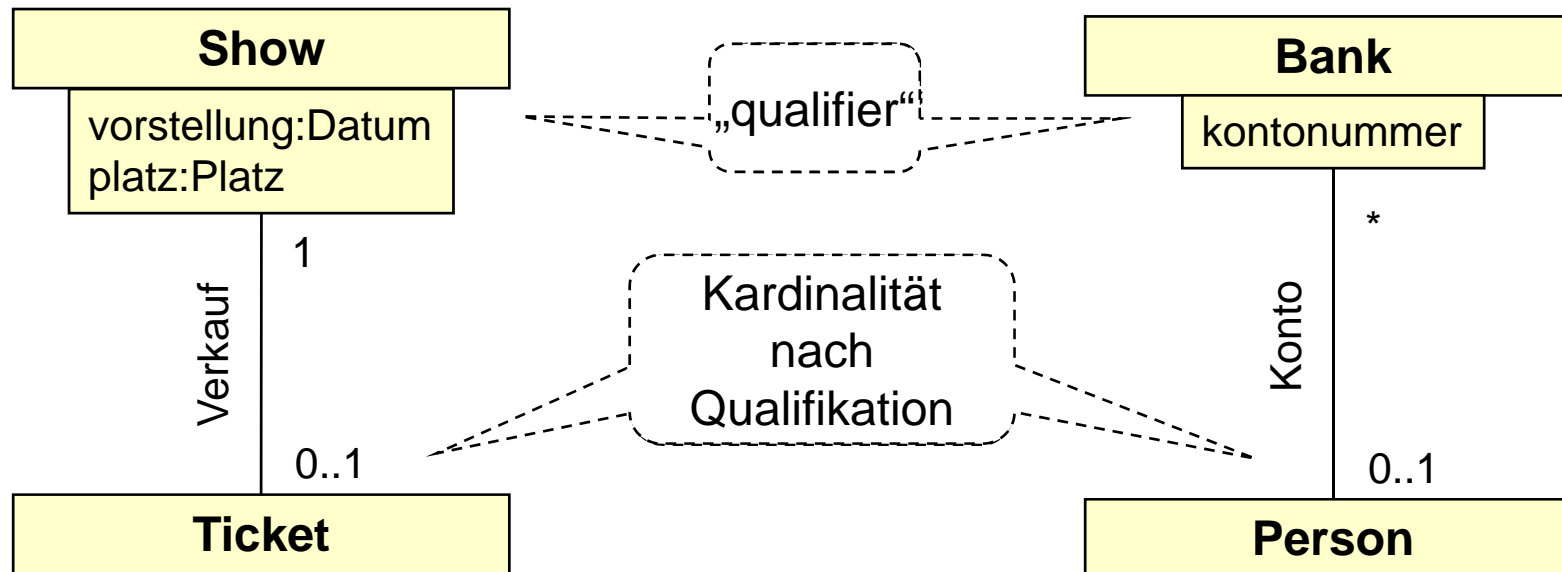 Show
vorstellung:Datum
platz:Platz
„qualifier“
Bank
kontonummer
1
Verkauf
0..1
Kardinalität
nach
Qualifikation
*
Konto
0..1
Ticket
Person